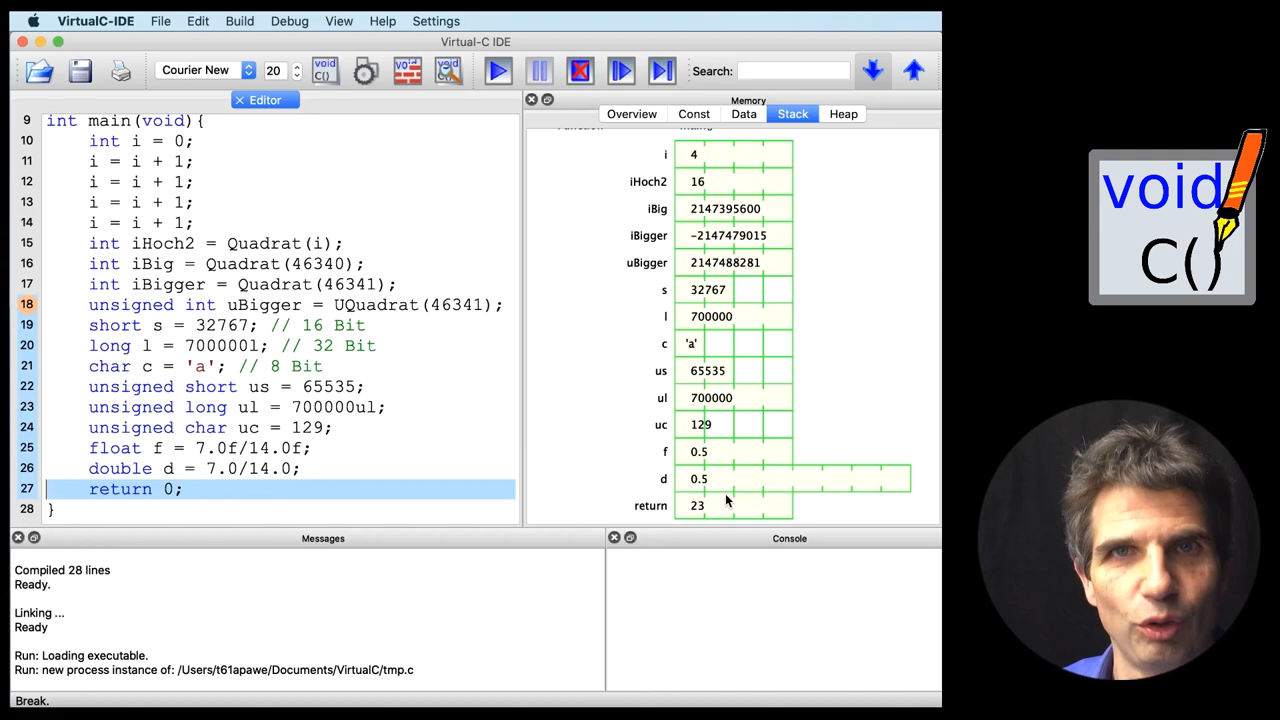 VirtualC-IDE File Edit Build Debug View Help Settings
Virtual-C IDE
Courier New 20 void C() void void C() Search:
Editor
9 int main(void){
10 int i = 0;
11 i = i + 1;
12 i = i + 1;
13 i = i + 1;
14 i = i + 1;
15 int iHoch2 = Quadrat(i);
16 int iBig = Quadrat(46340);
17 int iBigger = Quadrat(46341);
18 unsigned int uBigger = UQuadrat(46341);
19 short s = 32767; // 16 Bit
20 long l = 700000l; // 32 Bit
21 char c = 'a'; // 8 Bit
22 unsigned short us = 65535;
23 unsigned long ul = 700000ul;
24 unsigned char uc = 129;
25 float f = 7.0f/14.0f;
26 double d = 7.0/14.0;
27 return 0;
28 }
Memory
Overview Const Data Stack Heap
i 4
iHoch2 16
iBig 2147395600
iBigger -2147479015
uBigger 2147488281
s 32767
l 700000
c 'a'
us 65535
ul 700000
uc 129
f 0.5
d 0.5
return 23
Messages
Compiled 28 lines
Ready.
Linking ...
Ready
Run: Loading executable.
Run: new process instance of: /Users/t61apawe/Documents/VirtualC/tmp.c
Console
Break.
void
C()